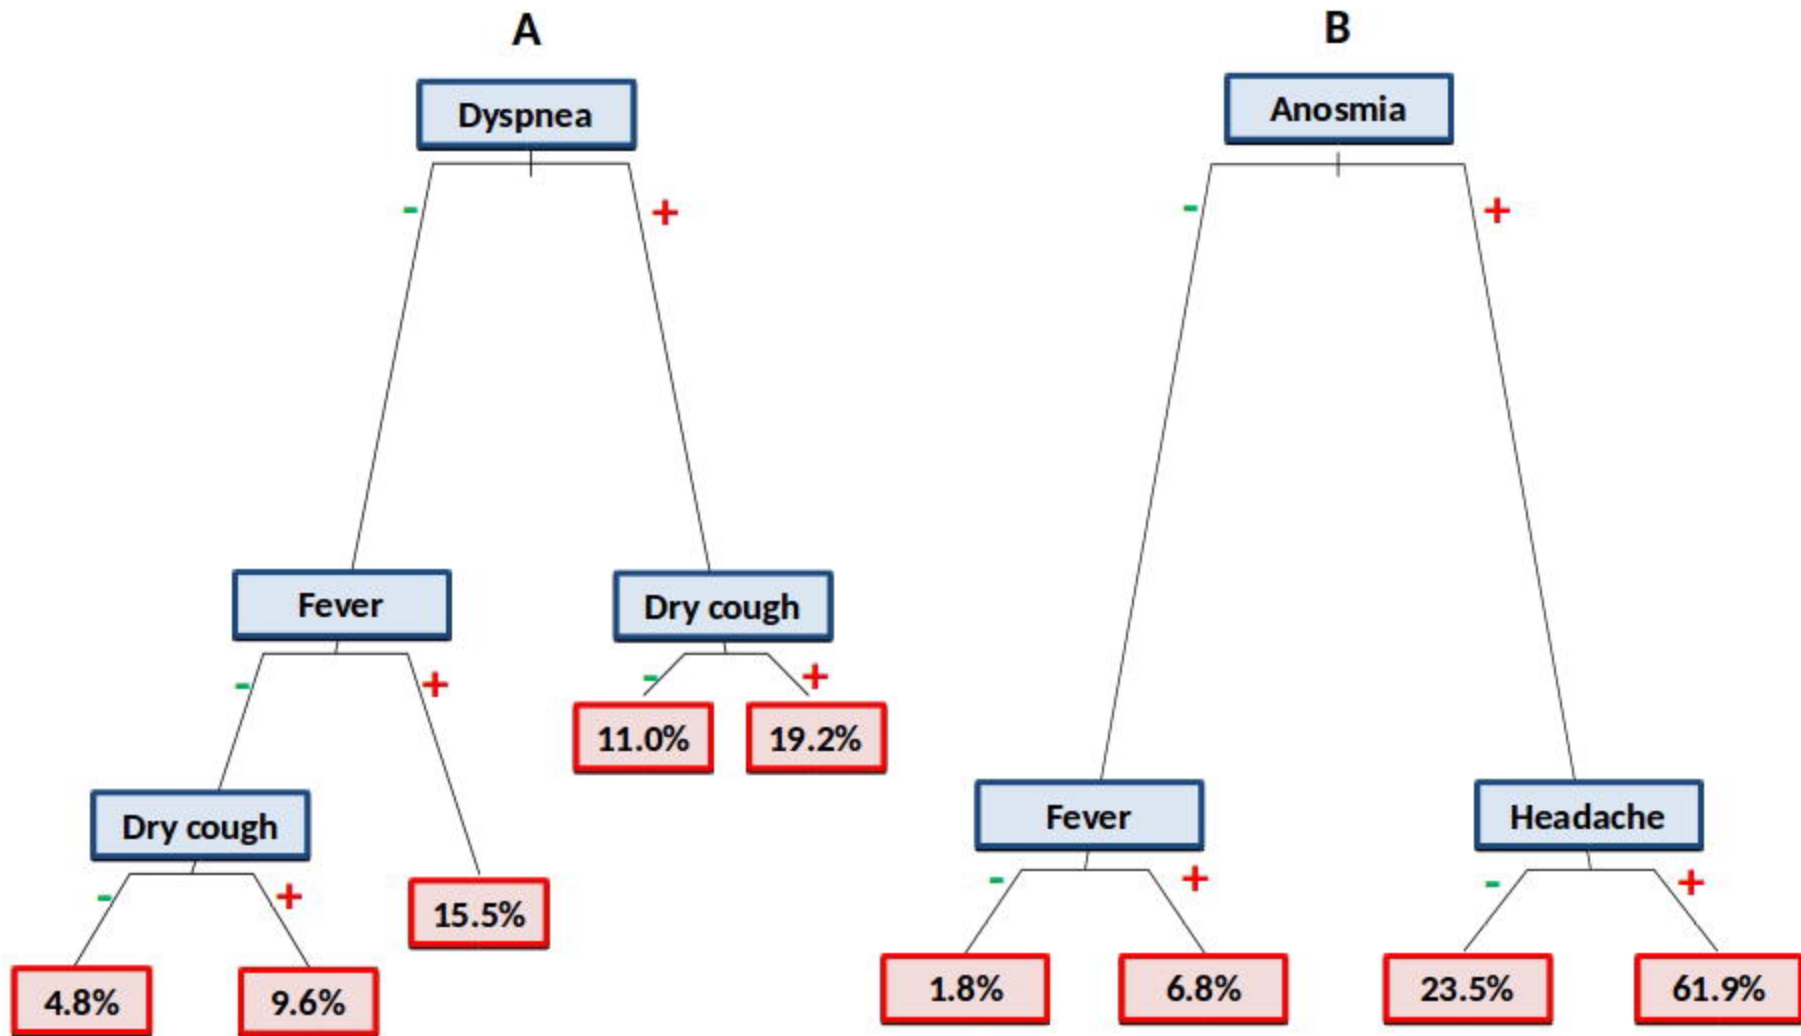 A
Dyspnea
-
+
Fever
Dry cough
-
+
-
+
11.0%
19.2%
Dry cough
-
+
15.5%
4.8%
9.6%
B
Anosmia
-
+
Fever
Headache
-
+
-
+
1.8%
6.8%
23.5%
61.9%